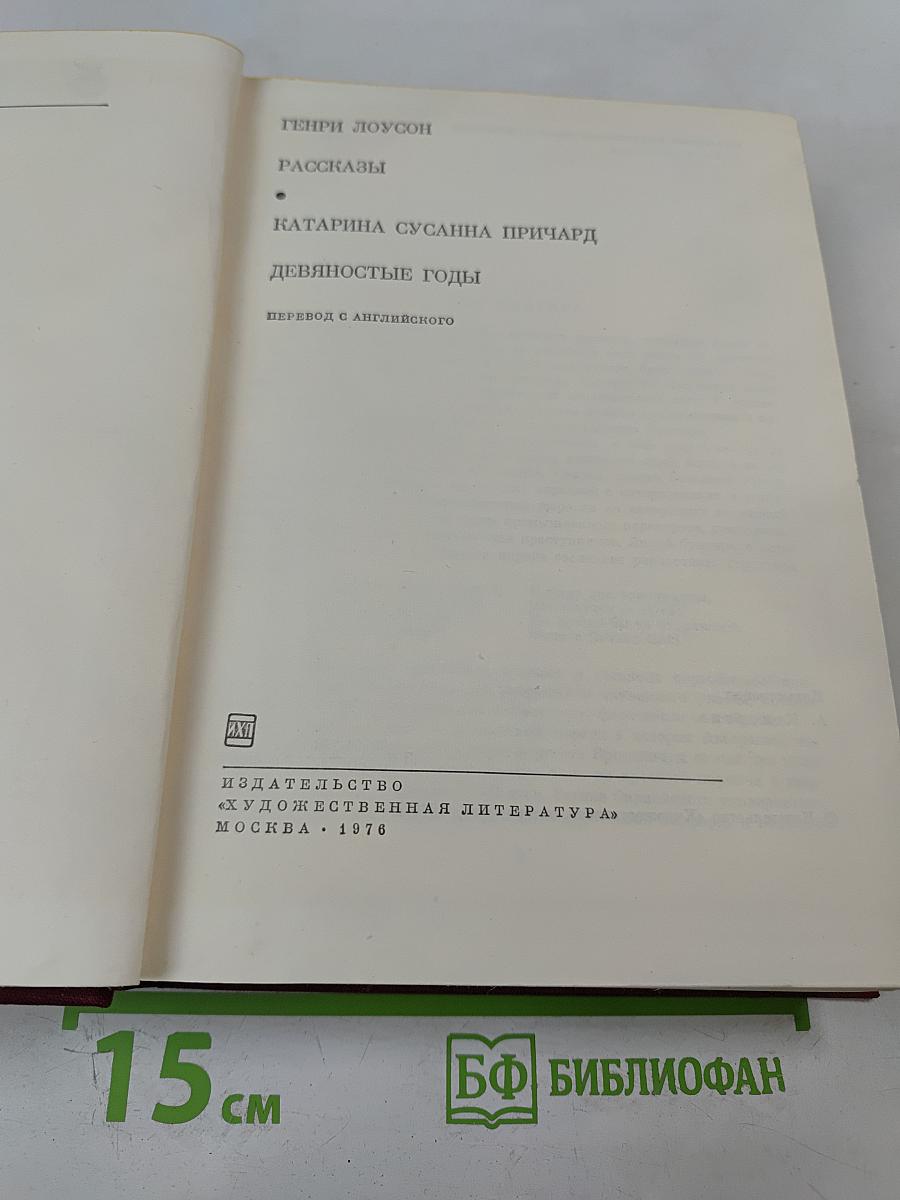 ГЕНРИ ЛОУСОН
РАССКАЗЫ
•
КАТАРИНА СУСАННА ПРИЧАРД
ДЕВЯНОСТЫЕ ГОДЫ
ПЕРЕВОД С АНГЛИЙСКОГО
ИХЛ
ИЗДАТЕЛЬСТВО
«ХУДОЖЕСТВЕННАЯ ЛИТЕРАТУРА»
МОСКВА • 1976
15 см
БФ БИБЛИОФАН